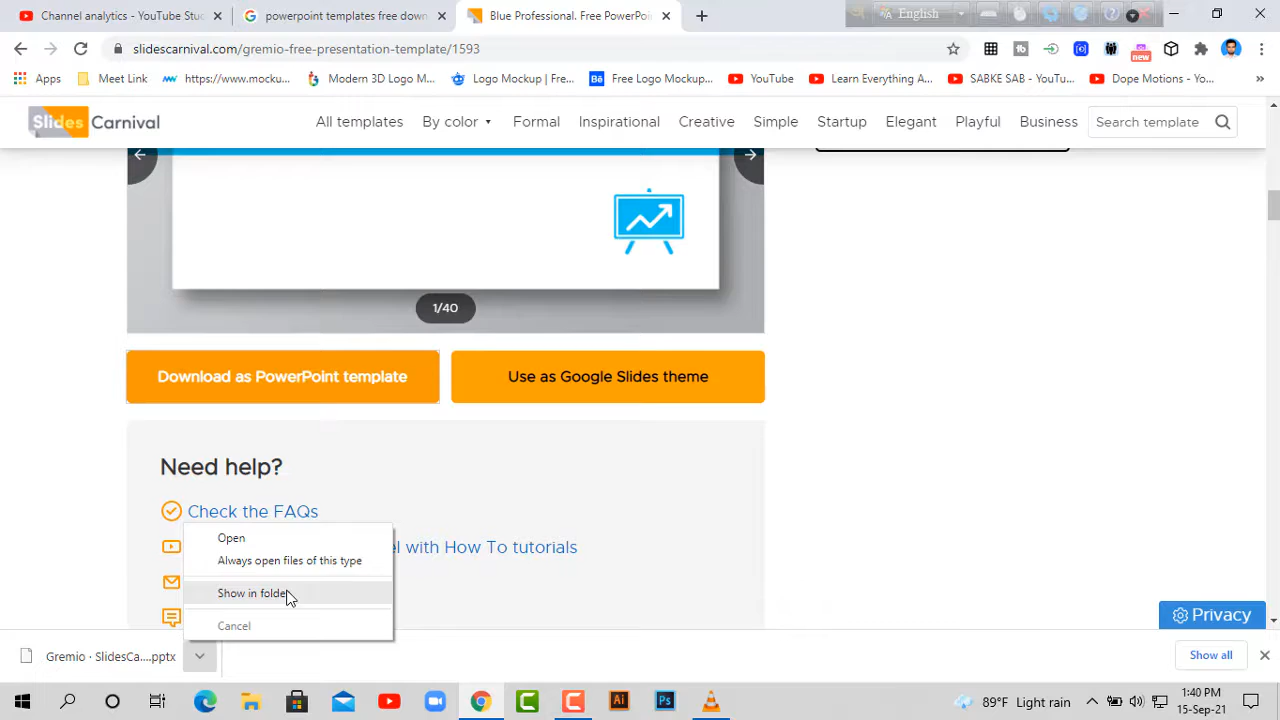 Channel analytics - YouTube Stu
powerpoint templates free down
Blue Professional. Free PowerPoi
English
slidescarnival.com/gremio-free-presentation-template/1593
new
Apps
Meet Link
https://www.mocku...
Modern 3D Logo M...
Logo Mockup | Fre...
Free Logo Mockup...
YouTube
Learn Everything A...
SABKE SAB - YouTu...
Dope Motions - Yo...
Slides Carnival
All templates
By color
Formal
Inspirational
Creative
Simple
Startup
Elegant
Playful
Business
Search template
1/40
Download as PowerPoint template
Use as Google Slides theme
Need help?
Check the FAQs
Open
el with How To tutorials
Always open files of this type
Show in folde
Cancel
Privacy
Gremio · SlidesCa....pptx
Show all
Ai
Ps
89°F Light rain
1:40 PM
15-Sep-21